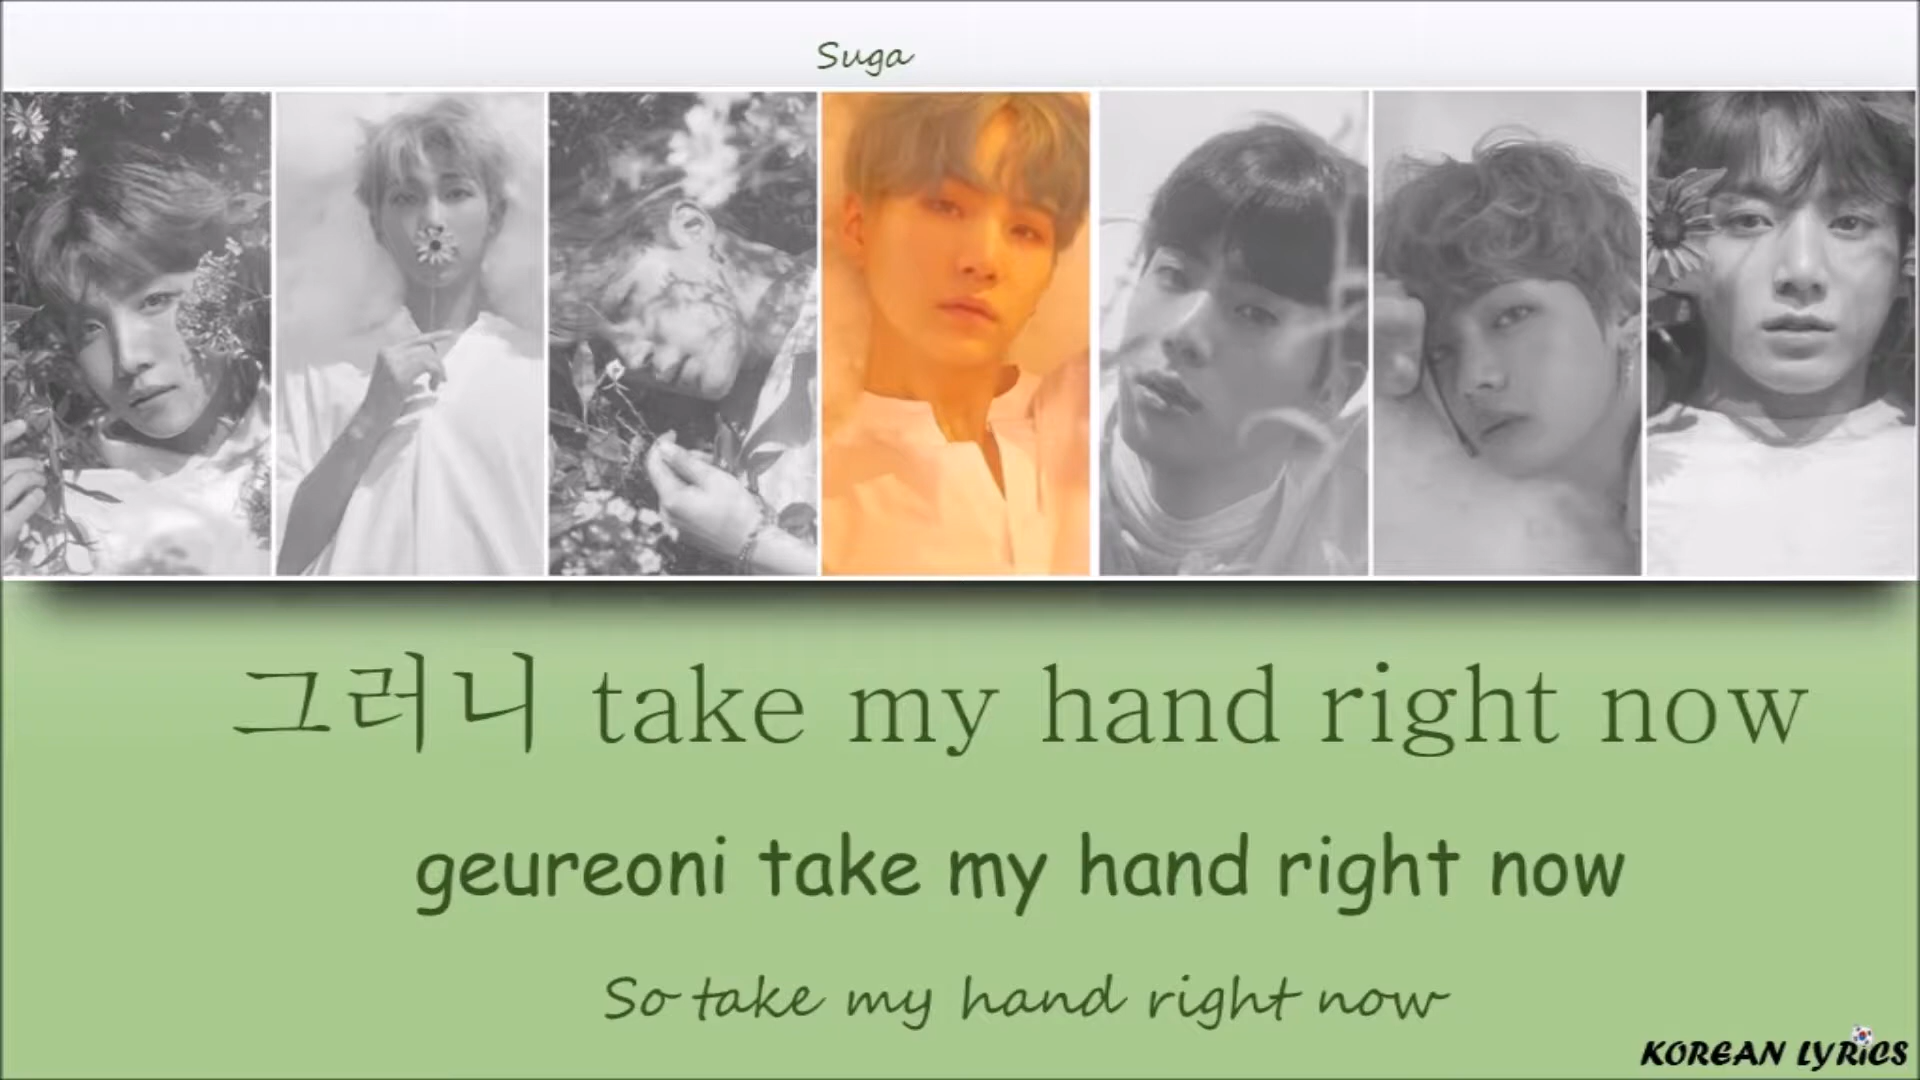 Suga
그러니 take my hand right now
geureoni take my hand right now
So take my hand right now
KOREAN LYRiCS